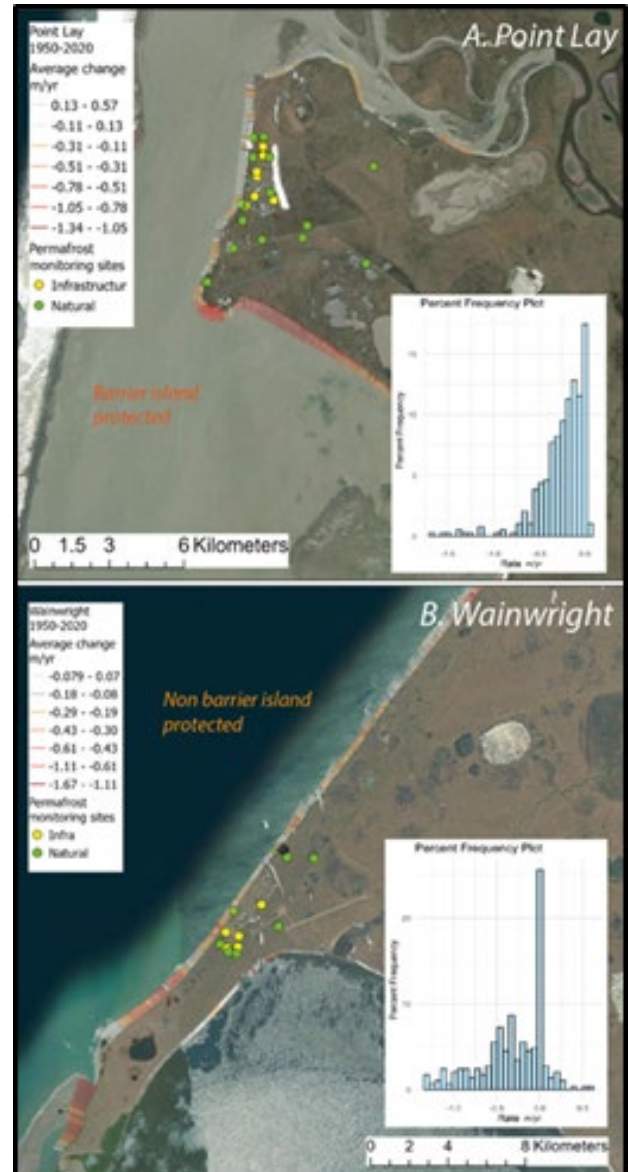 A. Point Lay
Point Lay
1950-2020
Average change
m/yr
0.13 - 0.57
-0.11 - 0.13
-0.31 - -0.11
-0.51 - -0.31
-0.78 - -0.51
-1.05 - -0.78
-1.34 - -1.05
Permafrost
monitoring sites
Infrastructur
Natural
Barrier island
protected
0 1.5 3 6 Kilometers
Percent Frequency Plot
Percent Frequency
Rate m/yr
B. Wainwright
Wainwright
1950-2020
Average change
m/yr
-0.079 - 0.07
-0.18 - -0.08
-0.29 - -0.19
-0.43 - -0.30
-0.61 - -0.43
-1.11 - -0.61
-1.67 - -1.11
Permafrost
monitoring sites
Infra
Natural
Non barrier island
protected
Percent Frequency Plot
Percent Frequency
Rate m/yr
0 2 4 8 Kilometers